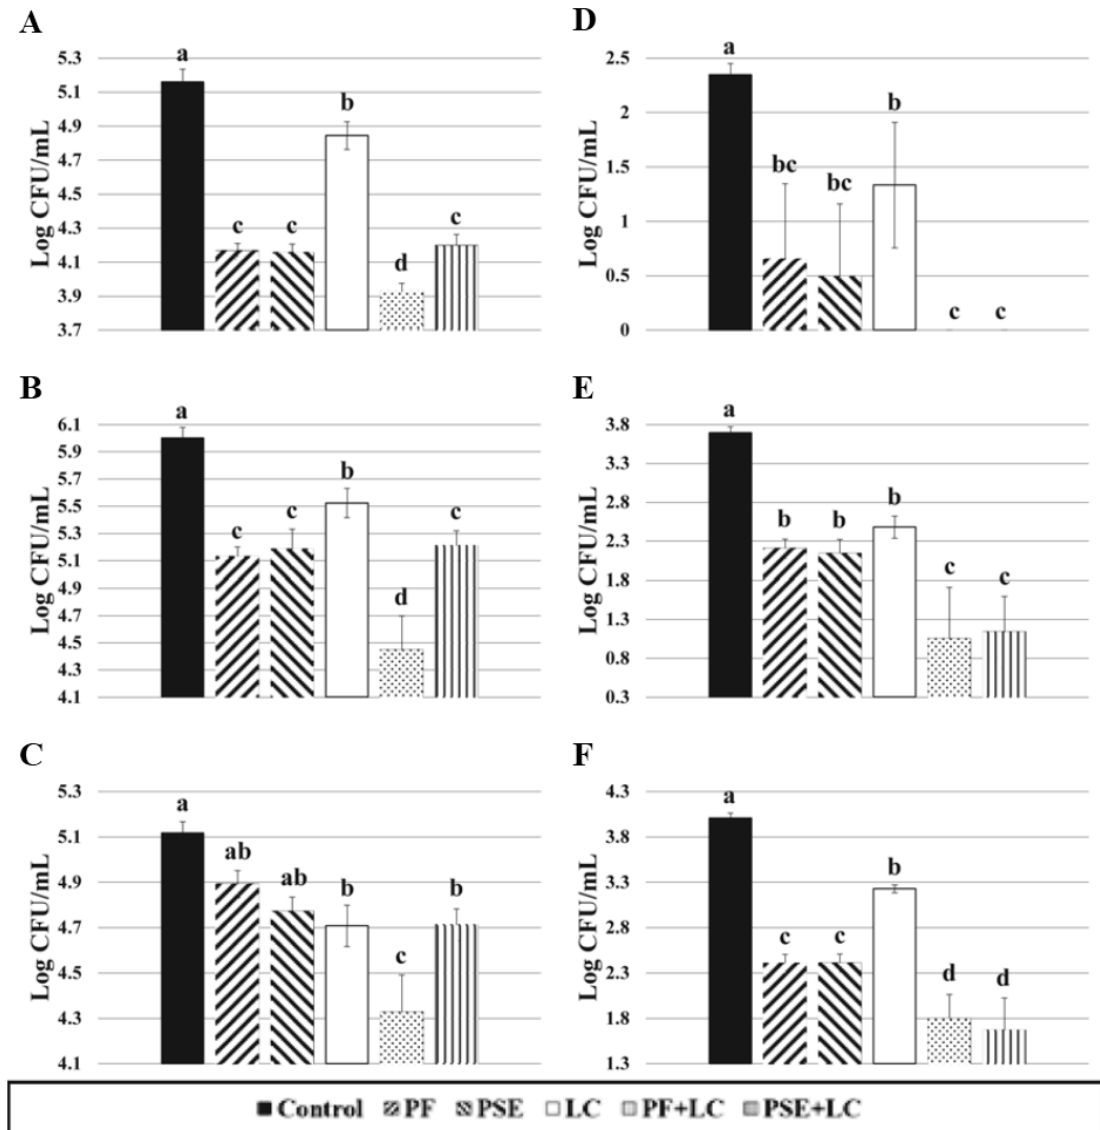 A
Log CFU/mL
5.3
5.1
4.9
4.7
4.5
4.3
4.1
3.9
3.7
a
c
c
b
d
c
D
Log CFU/mL
2.5
2
1.5
1
0.5
0
a
bc
bc
b
c
c
B
Log CFU/mL
6.1
5.9
5.7
5.5
5.3
5.1
4.9
4.7
4.5
4.3
4.1
a
c
c
b
d
c
E
Log CFU/mL
3.8
3.3
2.8
2.3
1.8
1.3
0.8
0.3
a
b
b
b
c
c
C
Log CFU/mL
5.3
5.1
4.9
4.7
4.5
4.3
4.1
a
ab
ab
b
c
b
F
Log CFU/mL
4.3
3.8
3.3
2.8
2.3
1.8
1.3
a
c
c
b
d
d
Control PF PSE LC PF+LC PSE+LC